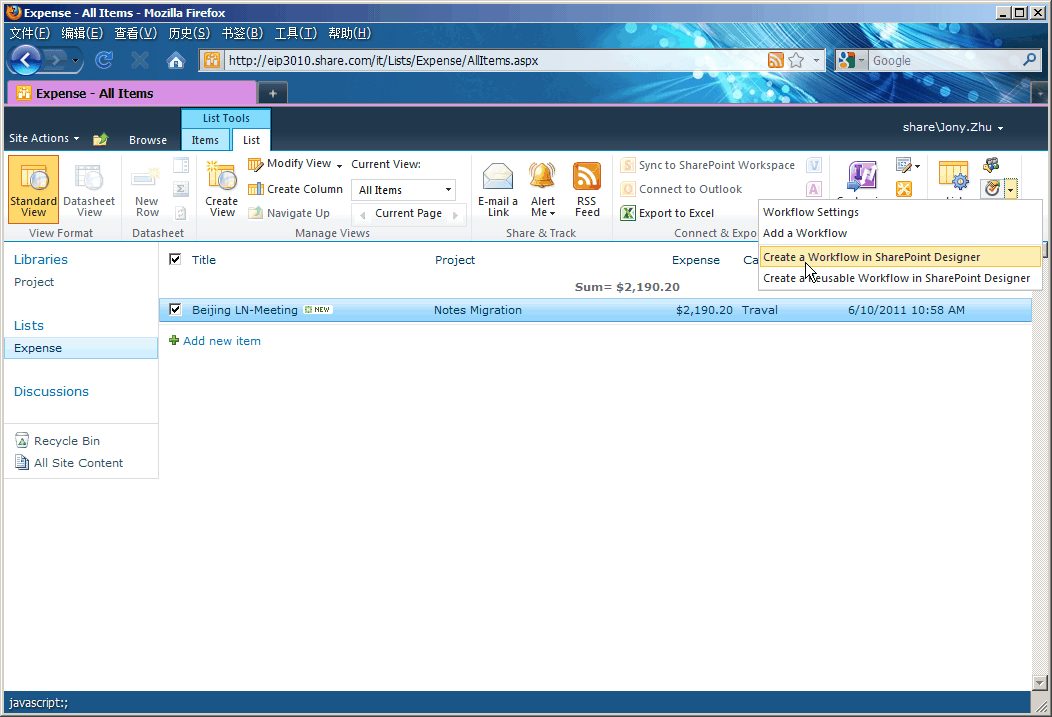 Expense - All Items - Mozilla Firefox
文件(F) 编辑(E) 查看(V) 历史(S) 书签(B) 工具(T) 帮助(H)
http://eip3010.share.com/it/Lists/Expense/AllItems.aspx
Google
Expense - All Items
List Tools
Site Actions Browse Items List
share\Jony.Zhu
Standard View
Datasheet View
New Row
Create View
Modify View
Create Column
Navigate Up
Current View:
All Items
Current Page
E-mail a Link
Alert Me
RSS Feed
Sync to SharePoint Workspace
Connect to Outlook
Export to Excel
View Format
Datasheet
Manage Views
Share & Track
Connect & Expo
Workflow Settings
Add a Workflow
Create a Workflow in SharePoint Designer
Create a Reusable Workflow in SharePoint Designer
Libraries
Project
Lists
Expense
Discussions
Recycle Bin
All Site Content
Title Project Expense Ca
Sum= $2,190.20
Beijing LN-Meeting NEW Notes Migration $2,190.20 Traval 6/10/2011 10:58 AM
Add new item
javascript:;